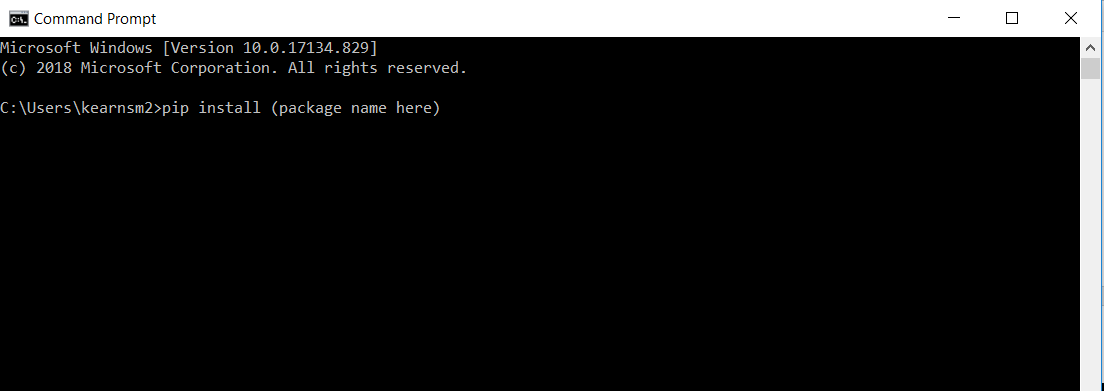 Command Prompt
Microsoft Windows [Version 10.0.17134.829]
(c) 2018 Microsoft Corporation. All rights reserved.
C:\Users\kearnsm2>pip install (package name here)